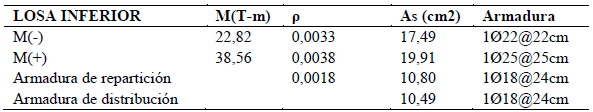 LOSA INFERIOR M(T-m) ρ As (cm2) Armadura
M(-) 22,82 0,0033 17,49 1Ø22@22cm
M(+) 38,56 0,0038 19,91 1Ø25@25cm
Armadura de repartición 0,0018 10,80 1Ø18@24cm
Armadura de distribución 10,49 1Ø18@24cm